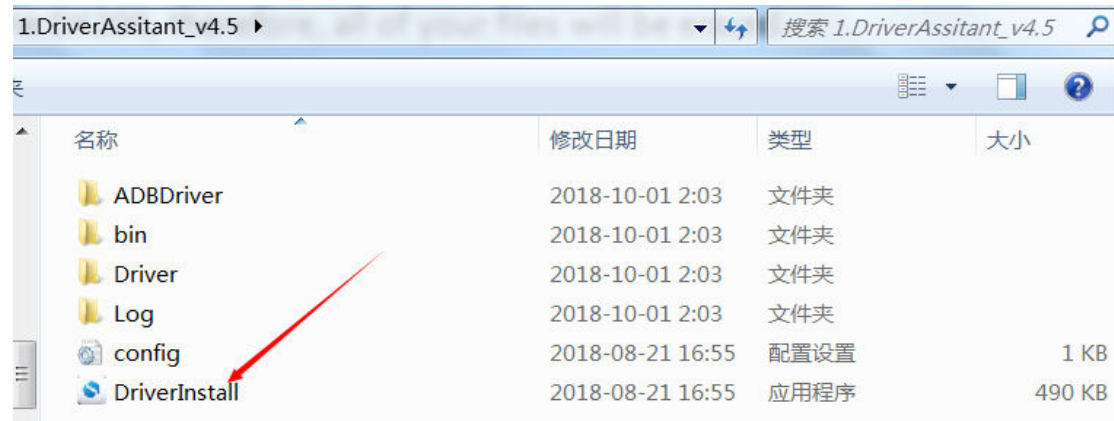 1.DriverAssitant_v4.5
搜索 1.DriverAssitant_v4.5
名称 修改日期 类型 大小
ADBDriver 2018-10-01 2:03 文件夹
bin 2018-10-01 2:03 文件夹
Driver 2018-10-01 2:03 文件夹
Log 2018-10-01 2:03 文件夹
config 2018-08-21 16:55 配置设置 1 KB
DriverInstall 2018-08-21 16:55 应用程序 490 KB